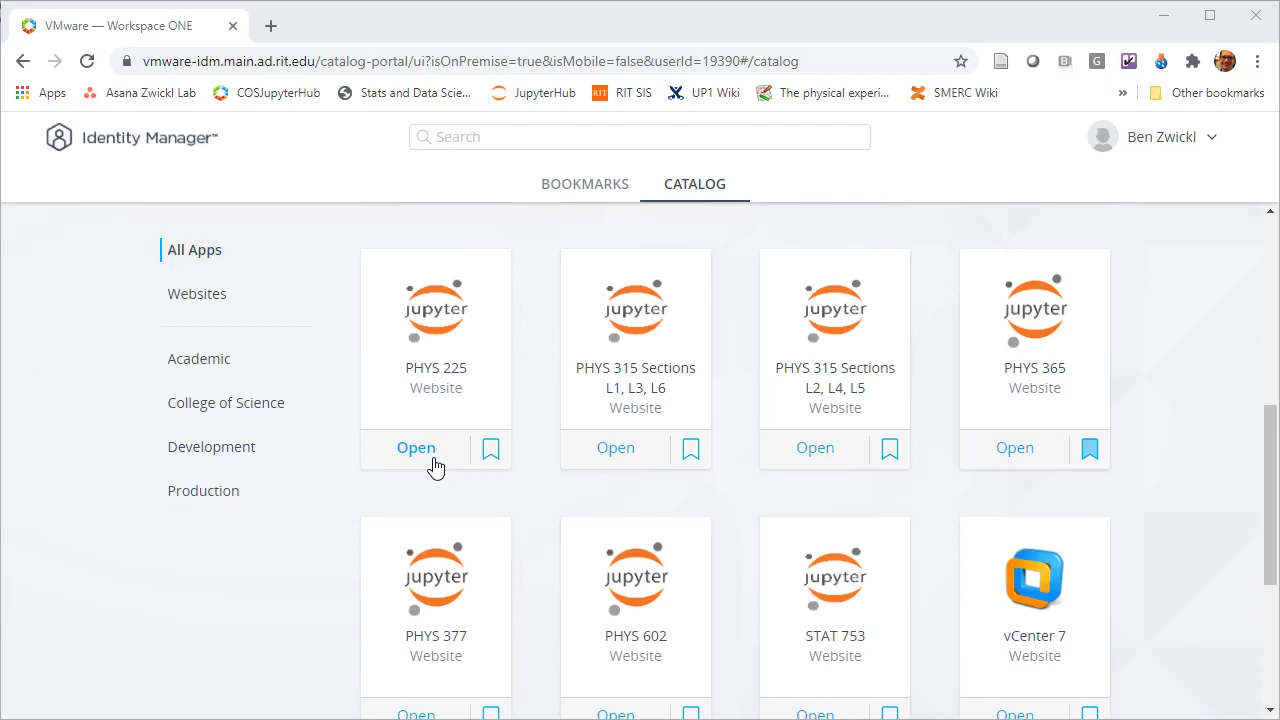 VMware — Workspace ONE
vmware-idm.main.ad.rit.edu/catalog-portal/ui?isOnPremise=true&isMobile=false&userId=19390#/catalog
Apps
Asana Zwickl Lab
COSJupyterHub
Stats and Data Scie...
JupyterHub
RIT
RIT SIS
UP1 Wiki
The physical experi...
SMERC Wiki
»
Other bookmarks
Identity Manager™
Search
Ben Zwickl
BOOKMARKS
CATALOG
All Apps
Websites
Academic
College of Science
Development
Production
jupyter
PHYS 225
Website
Open
jupyter
PHYS 315 Sections
L1, L3, L6
Website
Open
jupyter
PHYS 315 Sections
L2, L4, L5
Website
Open
jupyter
PHYS 365
Website
Open
jupyter
PHYS 377
Website
Open
jupyter
PHYS 602
Website
Open
jupyter
STAT 753
Website
Open
vCenter 7
Website
Open